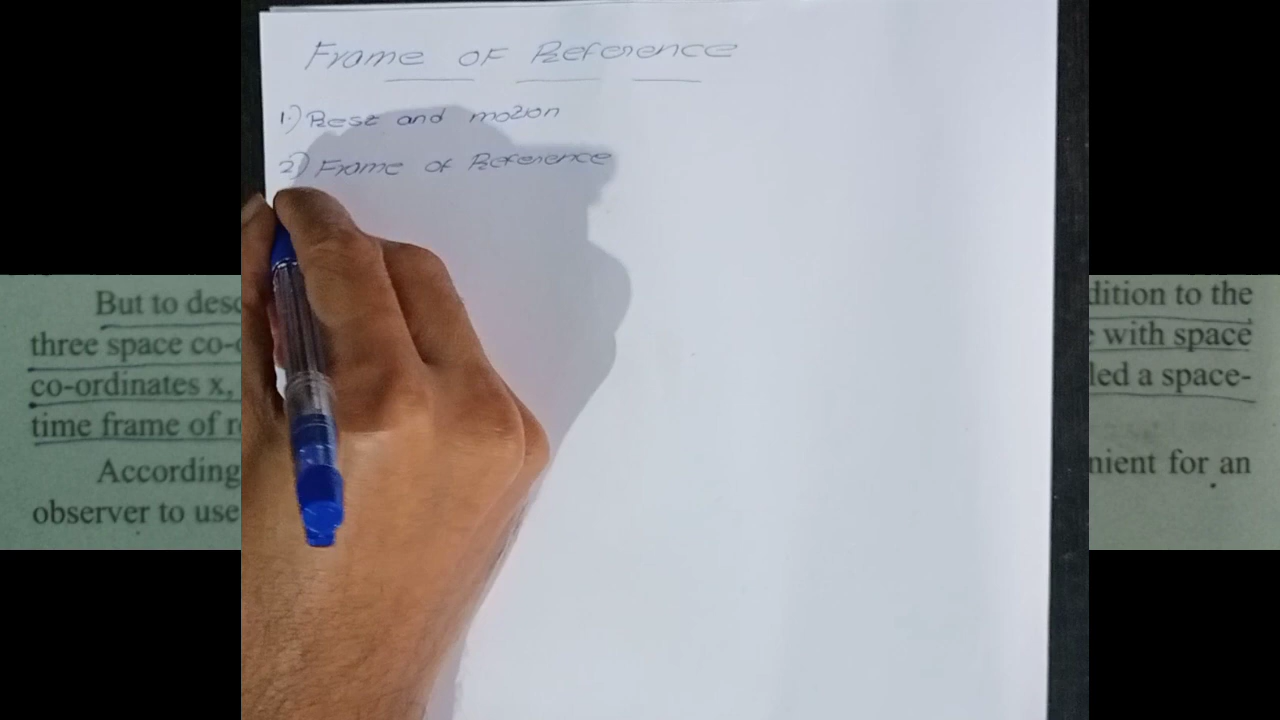 Frame of Reference
1.) Rest and motion
2) Frame of Reference
But to desc
three space co-
co-ordinates x,
time frame of r
According
observer to use
dition to the
with space
led a space-
nient for an